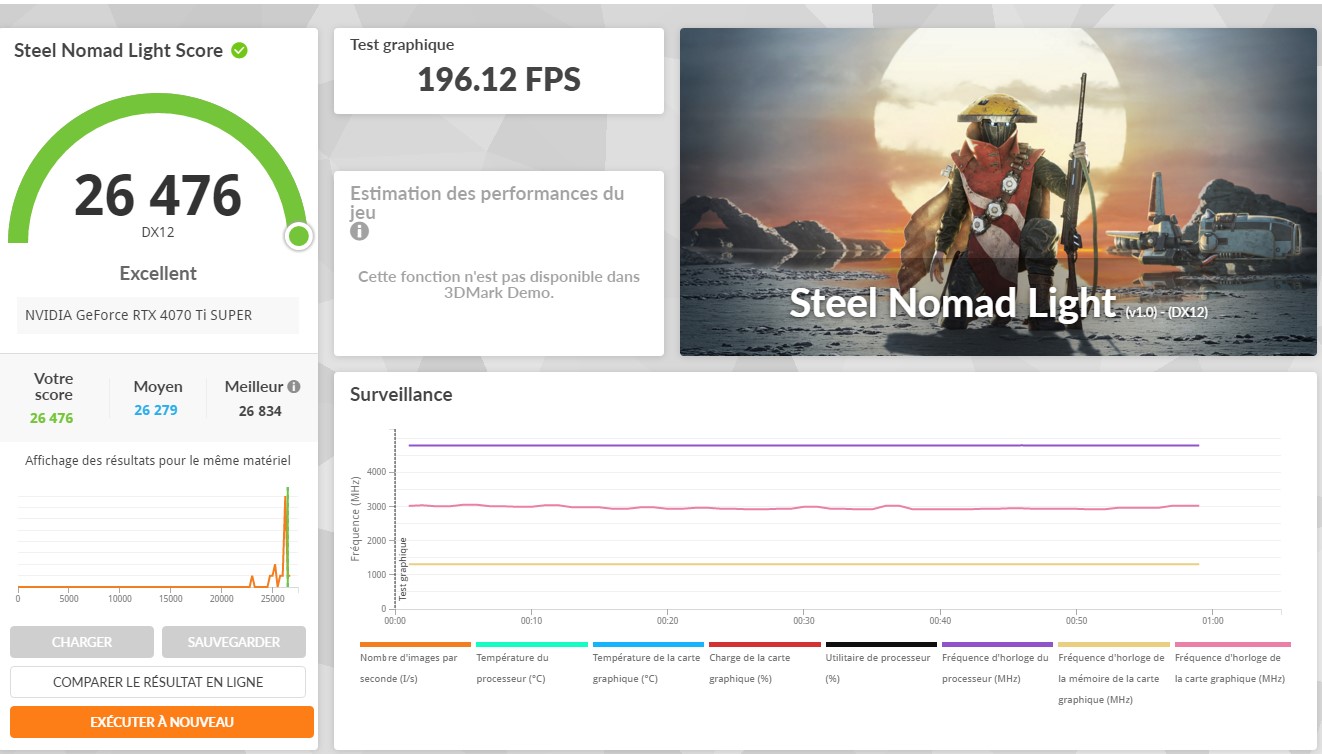 Steel Nomad Light Score
26 476
DX12
Excellent
NVIDIA GeForce RTX 4070 Ti SUPER
Votre
score
26 476
Moyen
26 279
Meilleur
26 834
Affichage des résultats pour le même matériel
0 5000 10000 15000 20000 25000
CHARGER
SAUVEGARDER
COMPARER LE RÉSULTAT EN LIGNE
EXÉCUTER À NOUVEAU
Test graphique
196.12 FPS
Estimation des performances du
jeu
Cette fonction n'est pas disponible dans
3DMark Demo.
Steel Nomad Light (v1.0) - (DX12)
Surveillance
Fréquence (MHz)
4000
3000
2000
1000
0
Test graphique
00:00 00:10 00:20 00:30 00:40 00:50 01:00
Nombre d'images par
seconde (I/s)
Température du
processeur (°C)
Température de la carte
graphique (°C)
Charge de la carte
graphique (%)
Utilitaire de processeur
(%)
Fréquence d'horloge du
processeur (MHz)
Fréquence d'horloge de
la mémoire de la carte
graphique (MHz)
Fréquence d'horloge de
la carte graphique (MHz)